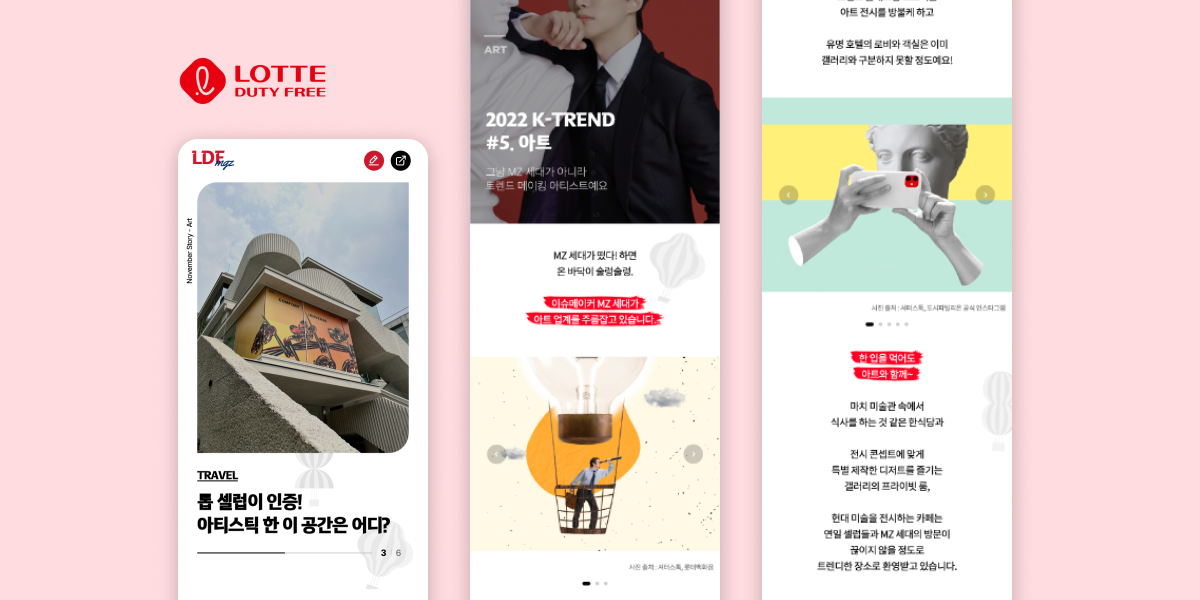 LOTTE
DUTY FREE
LDF
mgz
November Story - Art
TRAVEL
톱 셀럽이 인증!
아티스틱 한 이 공간은 어디?
3 / 6
ART
2022 K-TREND
#5. 아트
그냥 MZ 세대가 아니라
트렌드 메이킹 아티스트예요
MZ 세대가 떴다! 하면
온 바닥이 술렁술렁.
이슈메이커 MZ 세대가
아트 업계를 주름잡고 있습니다.
사진 출처 : 셔터스톡, 롯데백화점
아트 전시를 방불케 하고
유명 호텔의 로비와 객실은 이미
갤러리와 구분하지 못할 정도예요!
사진 출처 : 셔터스톡, 도시패밀리온 공식 인스타그램
한 입을 먹어도
아트와 함께~
마치 미술관 속에서
식사를 하는 것 같은 한식당과
전시 콘셉트에 맞게
특별 제작한 디저트를 즐기는
갤러리의 프라이빗 룸,
현대 미술을 전시하는 카페는
연일 셀럽들과 MZ 세대의 방문이
끊이지 않을 정도로
트렌디한 장소로 환영받고 있습니다.